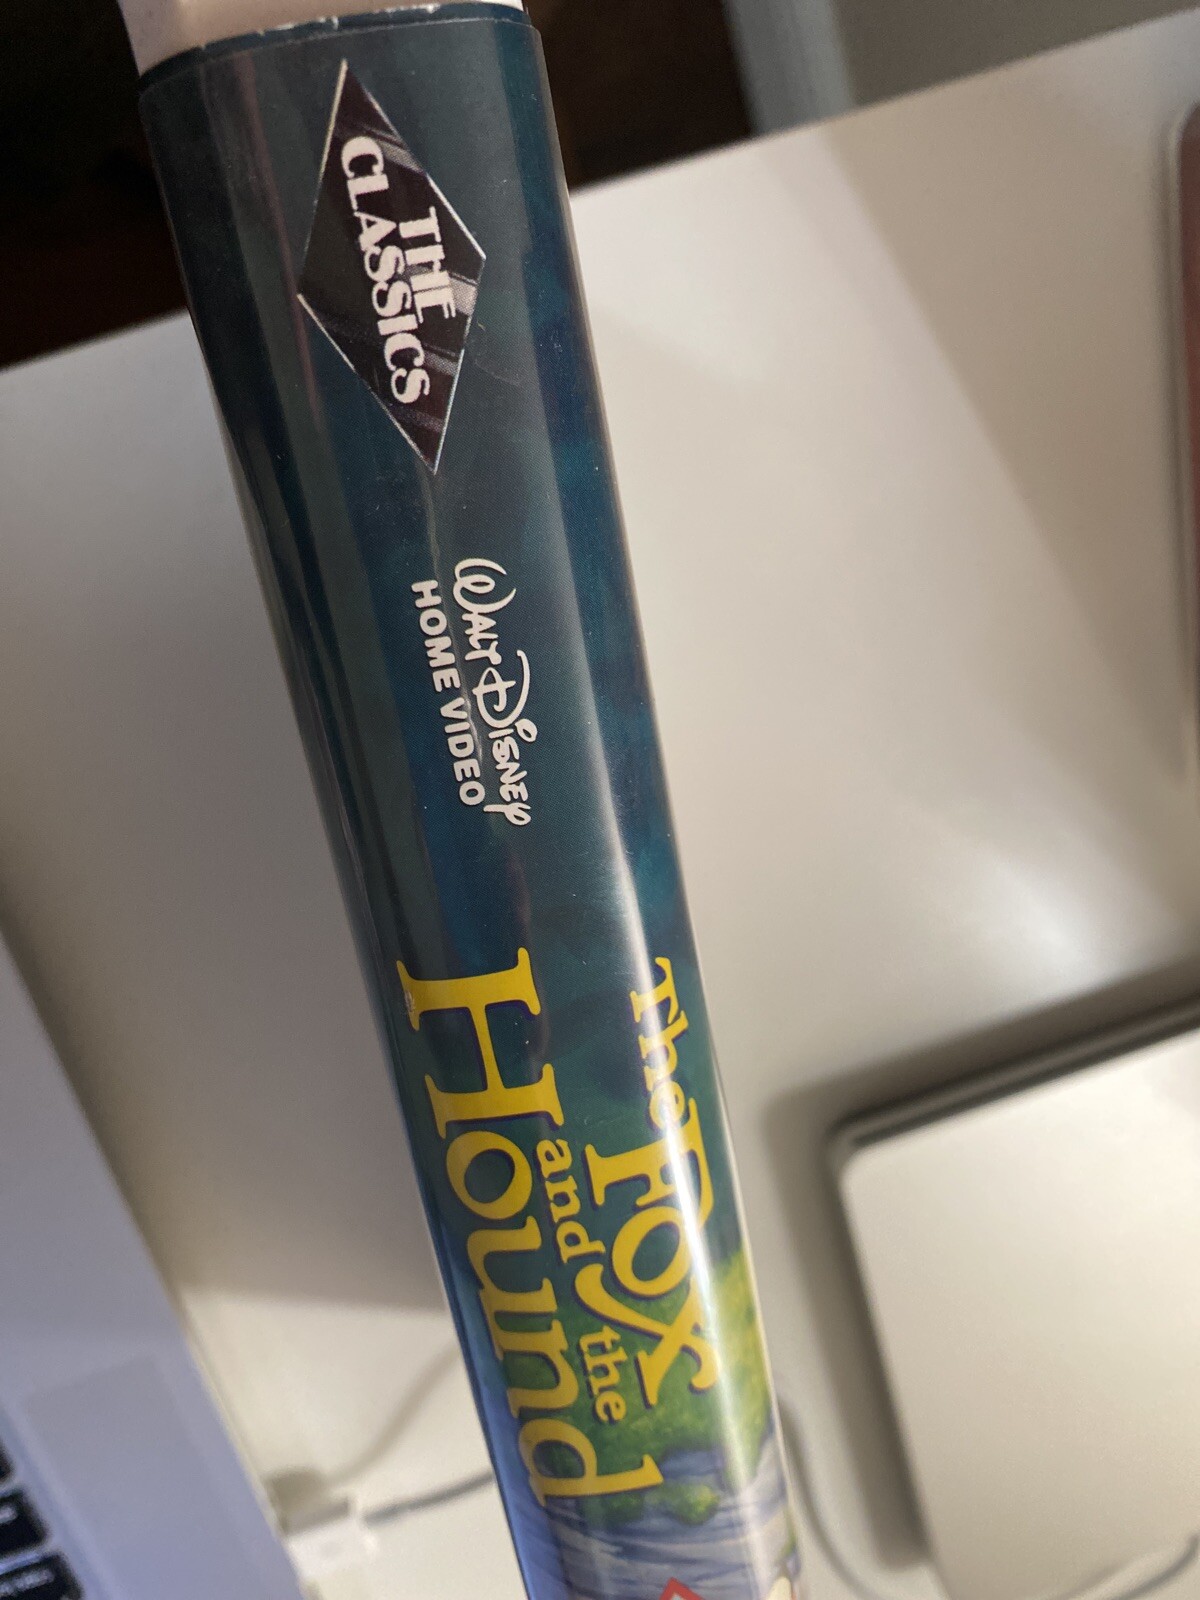 THE
CLASSICS
WALT DISNEY
HOME VIDEO
The Fox
and the
Hound